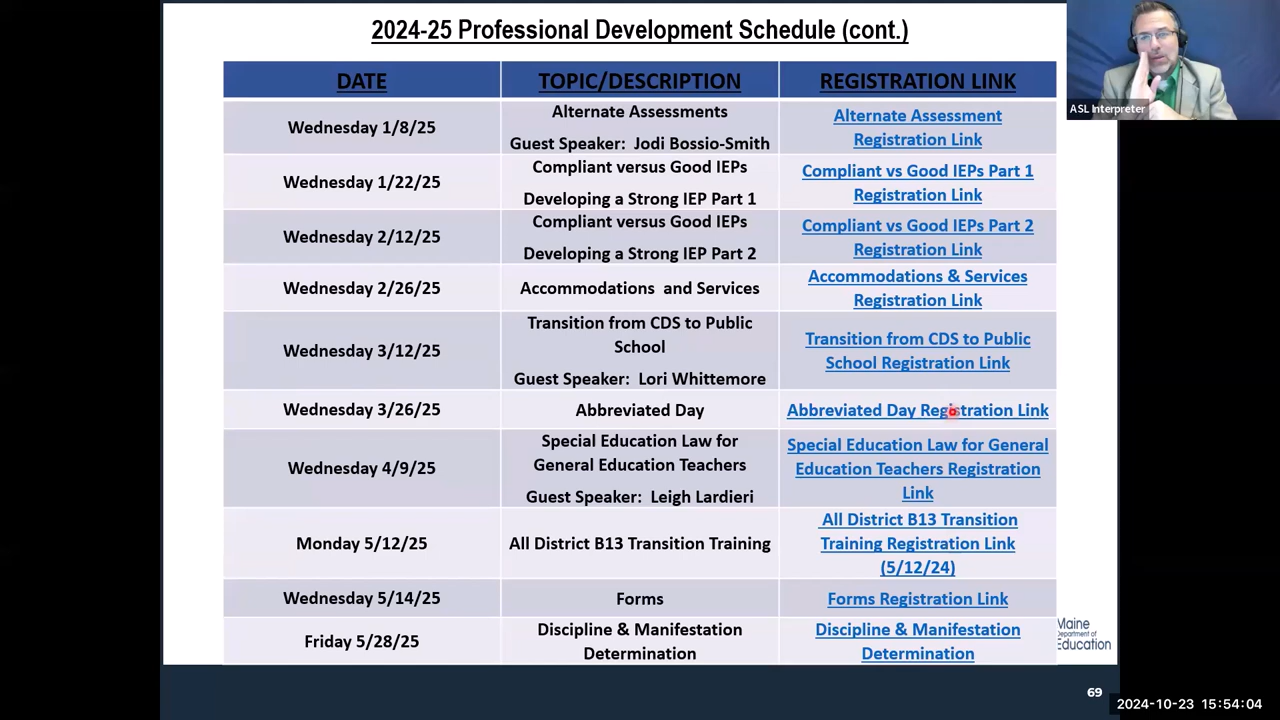 2024-25 Professional Development Schedule (cont.)
DATE
TOPIC/DESCRIPTION
REGISTRATION LINK
Wednesday 1/8/25
Alternate Assessments
Guest Speaker: Jodi Bossio-Smith
Alternate Assessment
Registration Link
Wednesday 1/22/25
Compliant versus Good IEPs
Developing a Strong IEP Part 1
Compliant vs Good IEPs Part 1
Registration Link
Wednesday 2/12/25
Compliant versus Good IEPs
Developing a Strong IEP Part 2
Compliant vs Good IEPs Part 2
Registration Link
Wednesday 2/26/25
Accommodations and Services
Accommodations & Services
Registration Link
Wednesday 3/12/25
Transition from CDS to Public
School
Guest Speaker: Lori Whittemore
Transition from CDS to Public
School Registration Link
Wednesday 3/26/25
Abbreviated Day
Abbreviated Day Registration Link
Wednesday 4/9/25
Special Education Law for
General Education Teachers
Guest Speaker: Leigh Lardieri
Special Education Law for General
Education Teachers Registration
Link
Monday 5/12/25
All District B13 Transition Training
All District B13 Transition
Training Registration Link
(5/12/24)
Wednesday 5/14/25
Forms
Forms Registration Link
Friday 5/28/25
Discipline & Manifestation
Determination
Discipline & Manifestation
Determination
Maine
Department of
Education
69
ASL Interpreter
2024-10-23 15:54:04